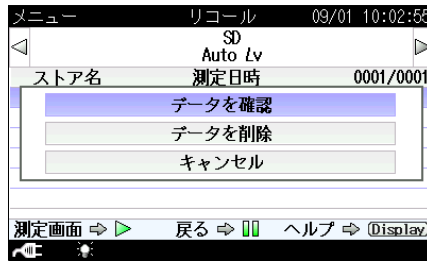 メニュー リコール 09/01 10:02:55
SD
Auto Lv
ストア名 測定日時 0001/0001
データを確認
データを削除
キャンセル
測定画面 ⇨ ▷ 戻る ⇨ ヘルプ ⇨ Display